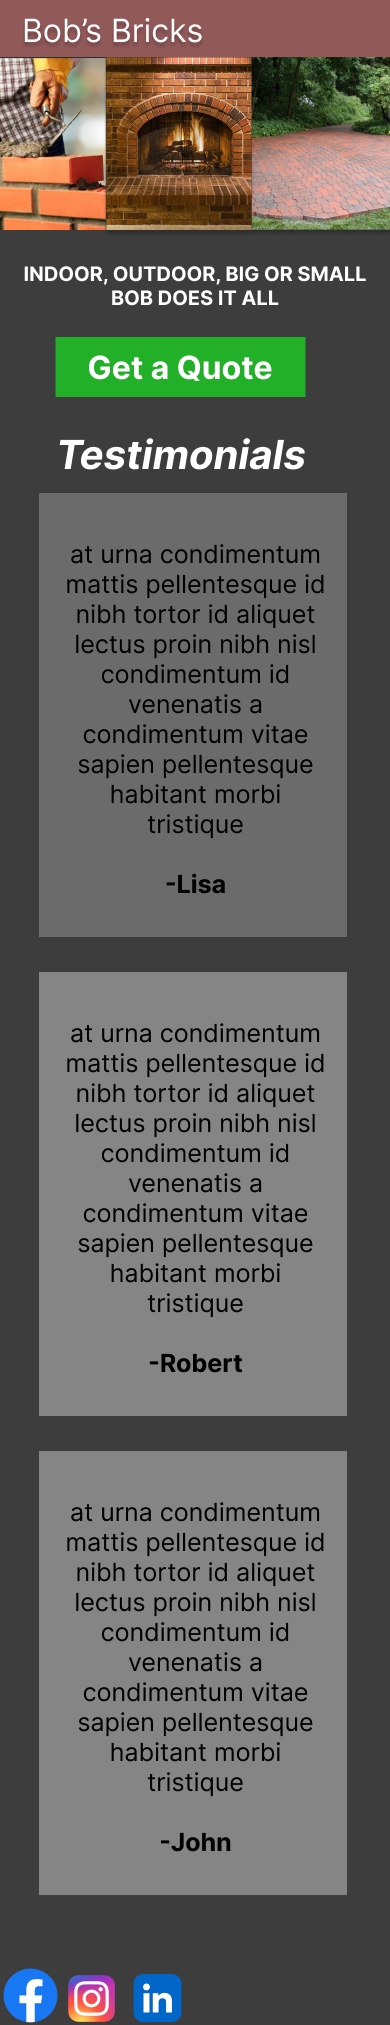 Bob's Bricks
INDOOR, OUTDOOR, BIG OR SMALL
BOB DOES IT ALL
Get a Quote
Testimonials
at urna condimentum
mattis pellentesque id
nibh tortor id aliquet
lectus proin nibh nisl
condimentum id
venenatis a
condimentum vitae
sapien pellentesque
habitant morbi
tristique
-Lisa
at urna condimentum
mattis pellentesque id
nibh tortor id aliquet
lectus proin nibh nisl
condimentum id
venenatis a
condimentum vitae
sapien pellentesque
habitant morbi
tristique
-Robert
at urna condimentum
mattis pellentesque id
nibh tortor id aliquet
lectus proin nibh nisl
condimentum id
venenatis a
condimentum vitae
sapien pellentesque
habitant morbi
tristique
-John
f in